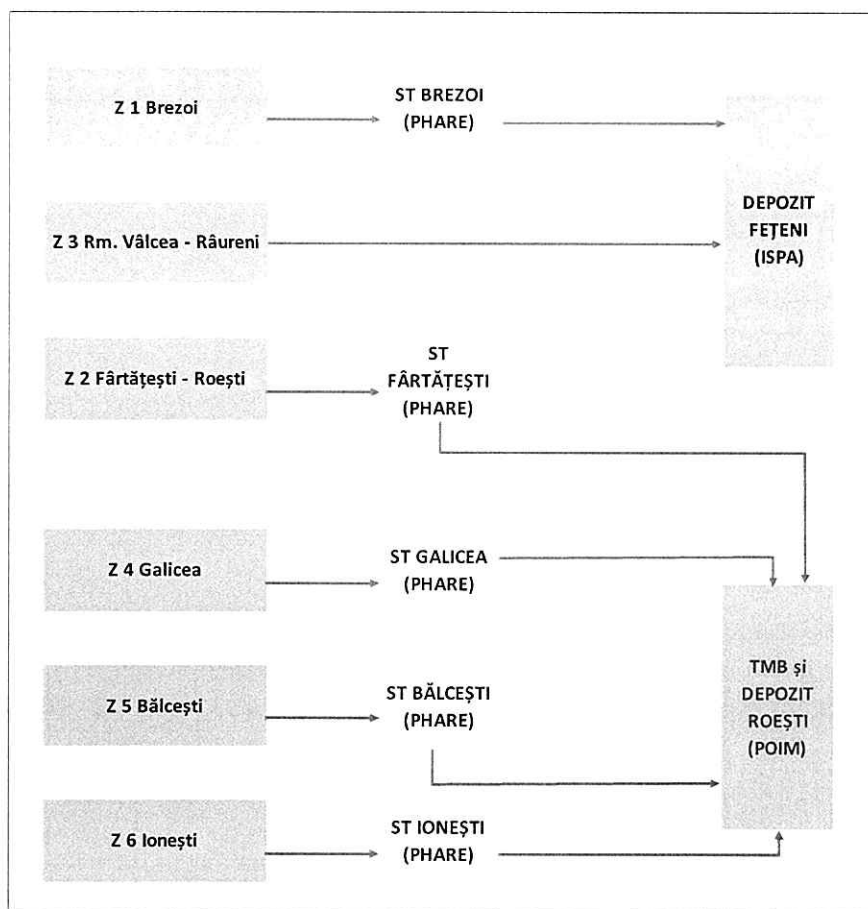 Z 1 Brezoi
ST BREZOI
(PHARE)
DEPOZIT
FEȚENI
(ISPA)
Z 3 Rm. Vâlcea - Râureni
Z 2 Fârtățești - Roești
ST
FÂRTĂȚEȘTI
(PHARE)
Z 4 Galicea
ST GALICEA
(PHARE)
Z 5 Bălcești
ST BĂLCEȘTI
(PHARE)
TMB și
DEPOZIT
ROEȘTI
(POIM)
Z 6 Ionești
ST IONEȘTI
(PHARE)